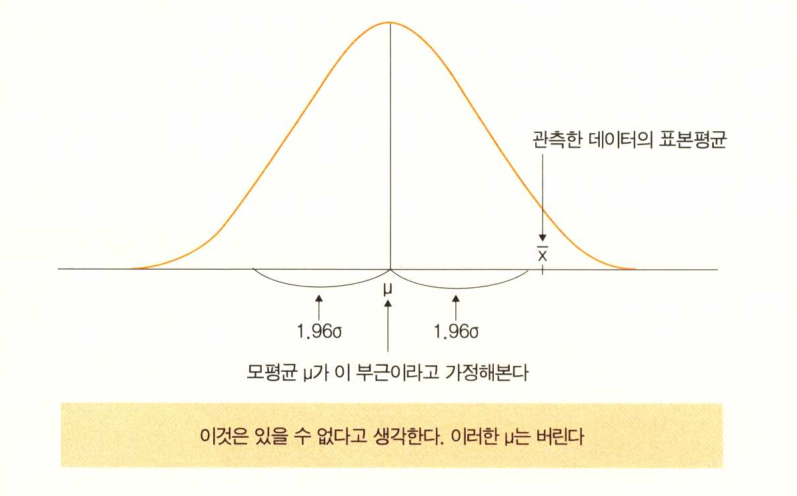 관측한 데이터의 표본평균
x̅
μ
1.96σ 1.96σ
모평균 μ가 이 부근이라고 가정해본다
이것은 있을 수 없다고 생각한다. 이러한 μ는 버린다